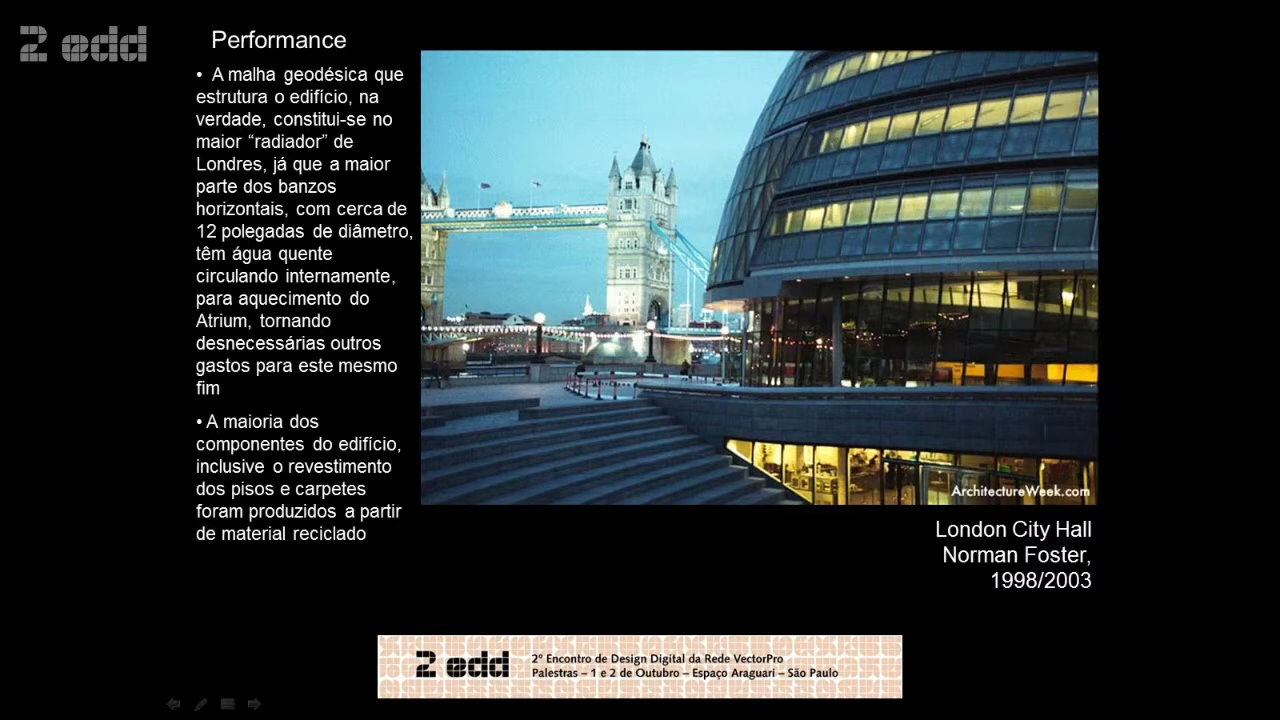 2 edd
Performance
• A malha geodésica que
estrutura o edifício, na
verdade, constitui-se no
maior “radiador” de
Londres, já que a maior
parte dos banzos
horizontais, com cerca de
12 polegadas de diâmetro,
têm água quente
circulando internamente,
para aquecimento do
Atrium, tornando
desnecessárias outros
gastos para este mesmo
fim
• A maioria dos
componentes do edifício,
inclusive o revestimento
dos pisos e carpetes
foram produzidos a partir
de material reciclado
ArchitectureWeek.com
London City Hall
Norman Foster,
1998/2003
2 edd
2º Encontro de Design Digital da Rede VectorPro
Palestras – 1 e 2 de Outubro – Espaço Araguari – São Paulo